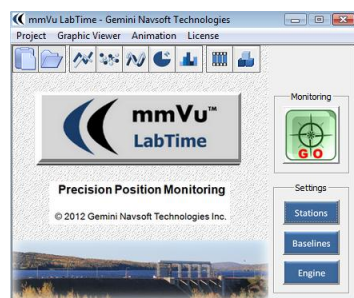 mmVu LabTime - Gemini Navsoft Technologies
Project Graphic Viewer Animation License
mmVu™
LabTime
Precision Position Monitoring
© 2012 Gemini Navsoft Technologies Inc.
Monitoring
GO
Settings
Stations
Baselines
Engine